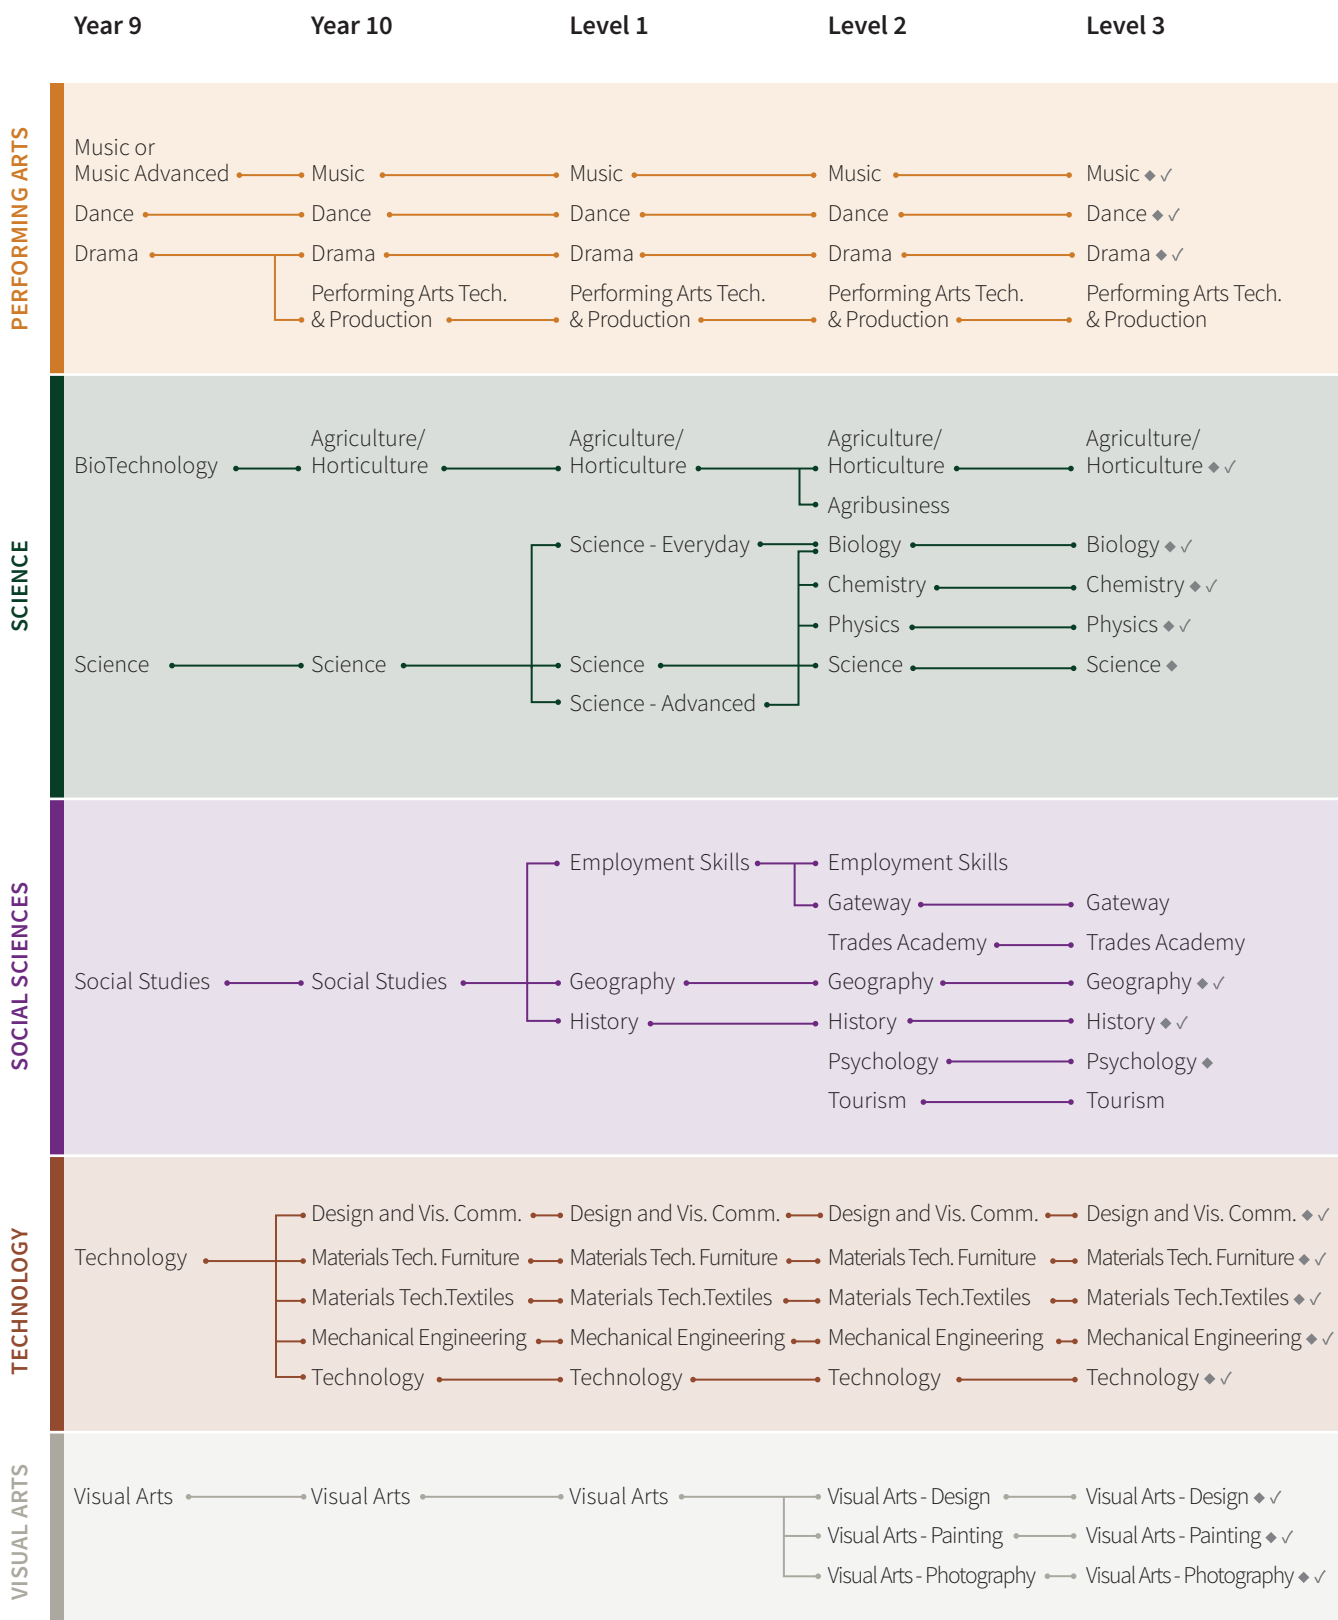 Year 9 Year 10 Level 1 Level 2 Level 3
PERFORMING ARTS
Music or
Music Advanced Music Music Music Music ◆ ✓
Dance Dance Dance Dance Dance ◆ ✓
Drama Drama Drama Drama Drama ◆ ✓
Performing Arts Tech. Performing Arts Tech. Performing Arts Tech. Performing Arts Tech.
& Production & Production & Production & Production
SCIENCE
Agriculture/ Agriculture/ Agriculture/ Agriculture/
BioTechnology Horticulture Horticulture Horticulture Horticulture ◆ ✓
Agribusiness
Science - Everyday Biology Biology ◆ ✓
Chemistry Chemistry ◆ ✓
Physics Physics ◆ ✓
Science Science Science Science Science ◆
Science - Advanced
SOCIAL SCIENCES
Employment Skills Employment Skills
Gateway Gateway
Trades Academy Trades Academy
Social Studies Social Studies Geography Geography Geography ◆ ✓
History History History ◆ ✓
Psychology Psychology ◆
Tourism Tourism
TECHNOLOGY
Design and Vis. Comm. Design and Vis. Comm. Design and Vis. Comm. Design and Vis. Comm. ◆ ✓
Technology Materials Tech. Furniture Materials Tech. Furniture Materials Tech. Furniture Materials Tech. Furniture ◆ ✓
Materials Tech.Textiles Materials Tech.Textiles Materials Tech.Textiles Materials Tech.Textiles ◆ ✓
Mechanical Engineering Mechanical Engineering Mechanical Engineering Mechanical Engineering ◆ ✓
Technology Technology Technology Technology ◆ ✓
VISUAL ARTS
Visual Arts Visual Arts Visual Arts Visual Arts - Design Visual Arts - Design ◆ ✓
Visual Arts - Painting Visual Arts - Painting ◆ ✓
Visual Arts - Photography Visual Arts - Photography ◆ ✓